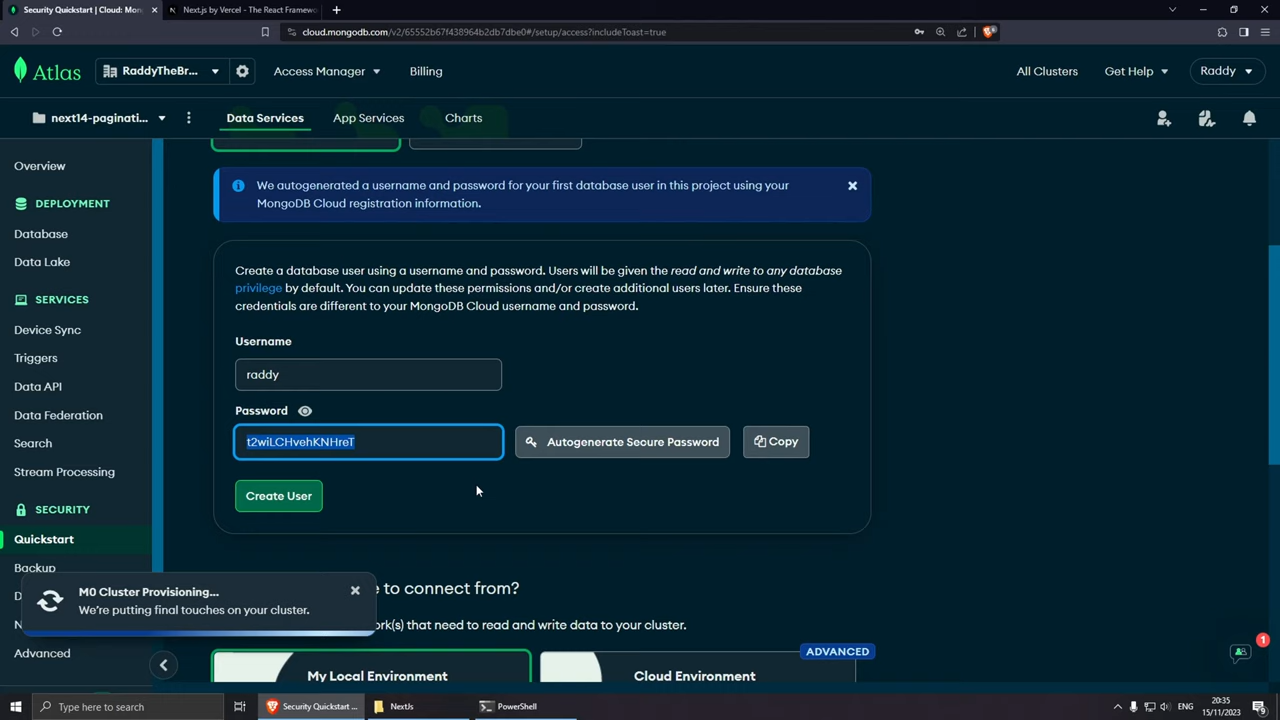 Security Quickstart | Cloud: Mon
Next.js by Vercel - The React Framewo
cloud.mongodb.com/v2/65552b67f438964b2db7dbe0#/setup/access?includeToast=true
Atlas
RaddyTheBr...
Access Manager
Billing
All Clusters
Get Help
Raddy
next14-paginati...
Data Services
App Services
Charts
Overview
DEPLOYMENT
Database
Data Lake
SERVICES
Device Sync
Triggers
Data API
Data Federation
Search
Stream Processing
SECURITY
Quickstart
Backup
Advanced
We autogenerated a username and password for your first database user in this project using your
MongoDB Cloud registration information.
Create a database user using a username and password. Users will be given the read and write to any database
privilege by default. You can update these permissions and/or create additional users later. Ensure these
credentials are different to your MongoDB Cloud username and password.
Username
raddy
Password
t2wiLCHvehKNHreT
Autogenerate Secure Password
Copy
Create User
M0 Cluster Provisioning...
We're putting final touches on your cluster.
e to connect from?
ork(s) that need to read and write data to your cluster.
ADVANCED
My Local Environment
Cloud Environment
1
Type here to search
Security Quickstart ...
NextJs
PowerShell
ENG
20:35
15/11/2023